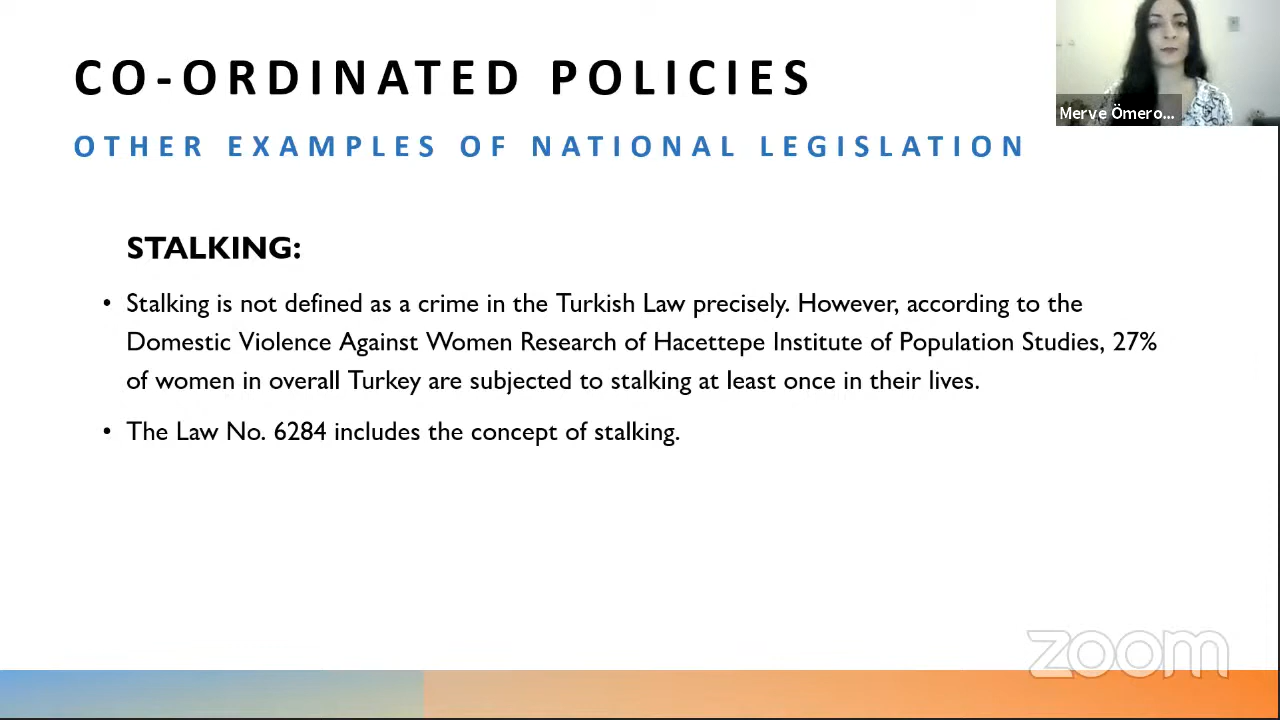 CO-ORDINATED POLICIES
OTHER EXAMPLES OF NATIONAL LEGISLATION
Merve Ömero...
STALKING:
• Stalking is not defined as a crime in the Turkish Law precisely. However, according to the
Domestic Violence Against Women Research of Hacettepe Institute of Population Studies, 27%
of women in overall Turkey are subjected to stalking at least once in their lives.
• The Law No. 6284 includes the concept of stalking.
zoom